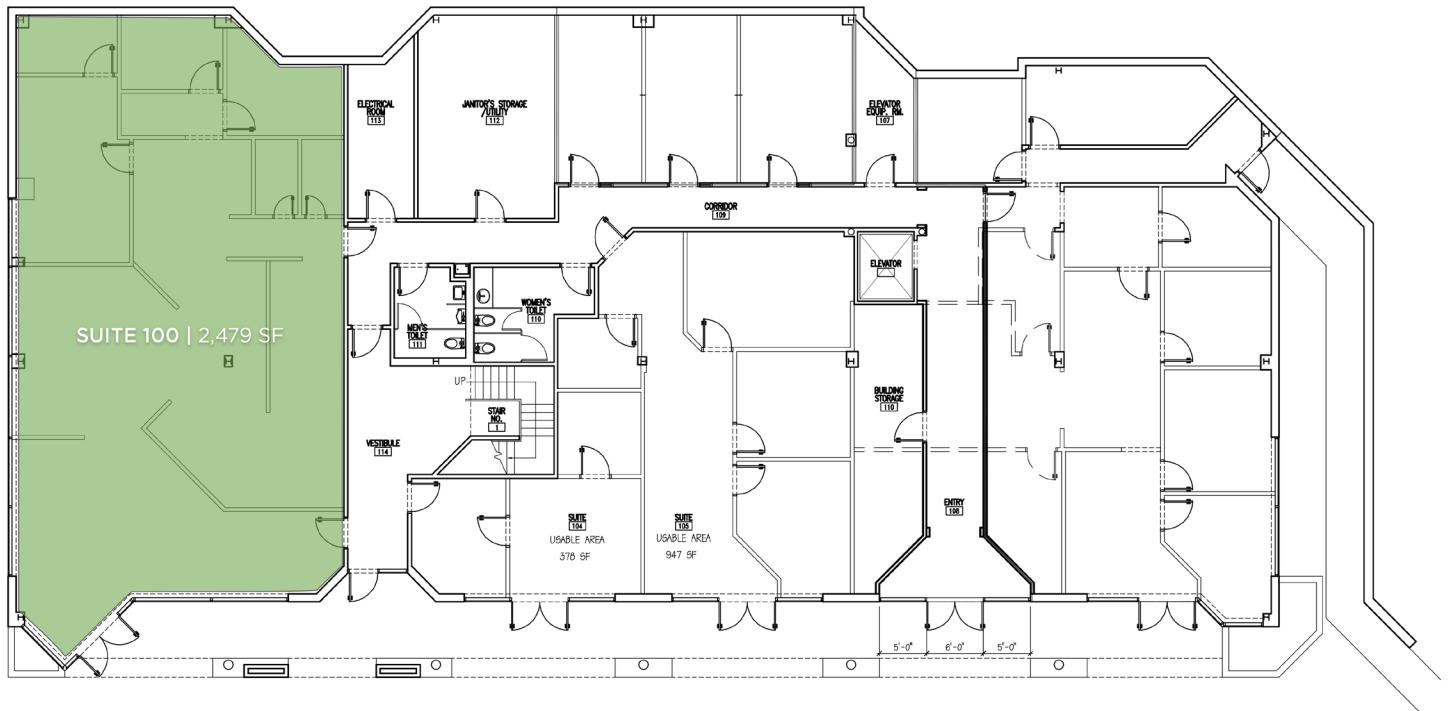 ELECTRICAL
ROOM
113
JANITOR'S STORAGE
/UTILITY
112
ELEVATOR
EQUIP. RM.
107
CORRIDOR
109
ELEVATOR
WOMEN'S
TOILET
110
MEN'S
TOILET
111
SUITE 100 | 2,479 SF
UP
STAIR
NO.
1
VESTIBULE
114
BUILDING
STORAGE
110
ENTRY
108
SUITE
104
USABLE AREA
378 SF
SUITE
105
USABLE AREA
947 SF
5'-0"
6'-0"
5'-0"